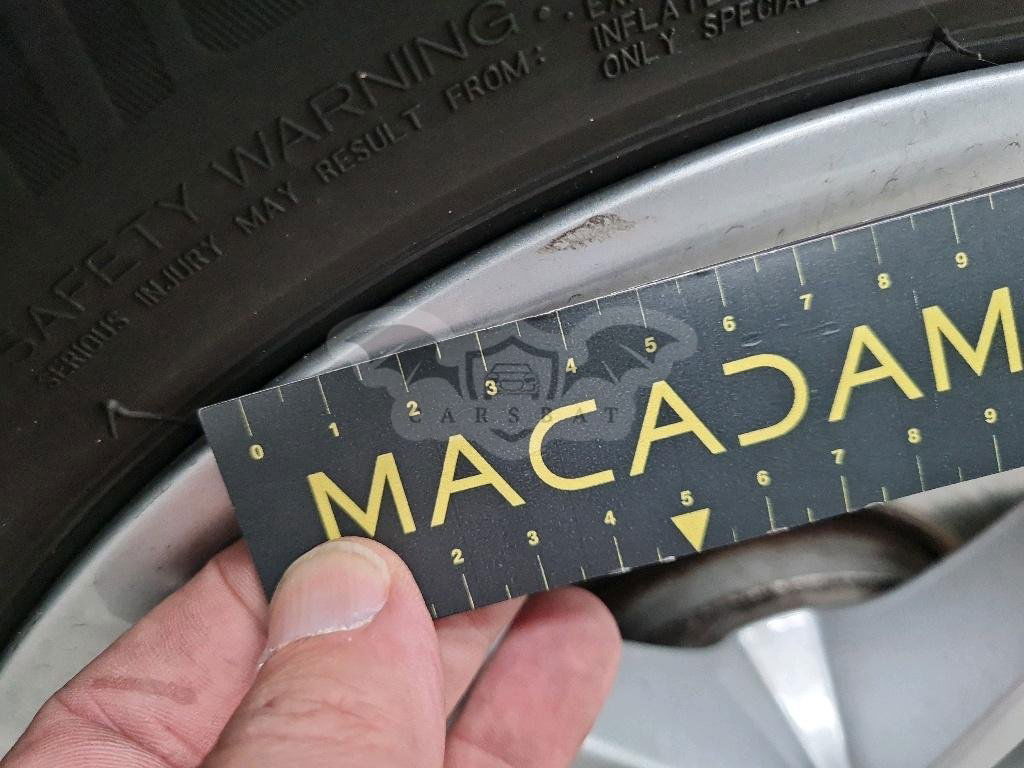 SAFETY WARNING
INFLAT
SERIOUS INJURY MAY RESULT FROM:
ONLY SPECIAL
CARSBAT
0 1 2 3 4 5 6 7 8 9
MACADAM
2 3 4 5 6 7 8 9